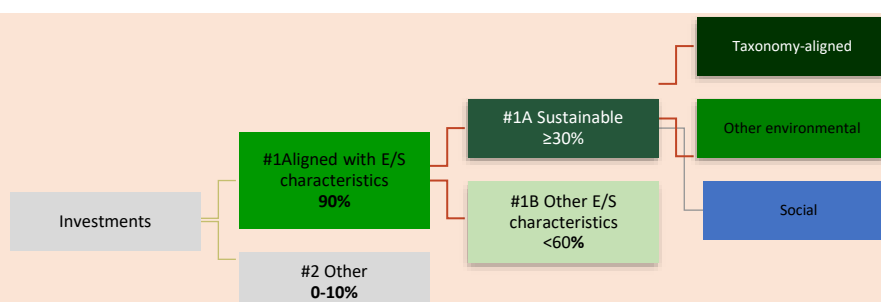 Taxonomy-aligned
#1A Sustainable
≥30%
Other environmental
#1Aligned with E/S
characteristics
90%
#1B Other E/S
characteristics
<60%
Social
Investments
#2 Other
0-10%